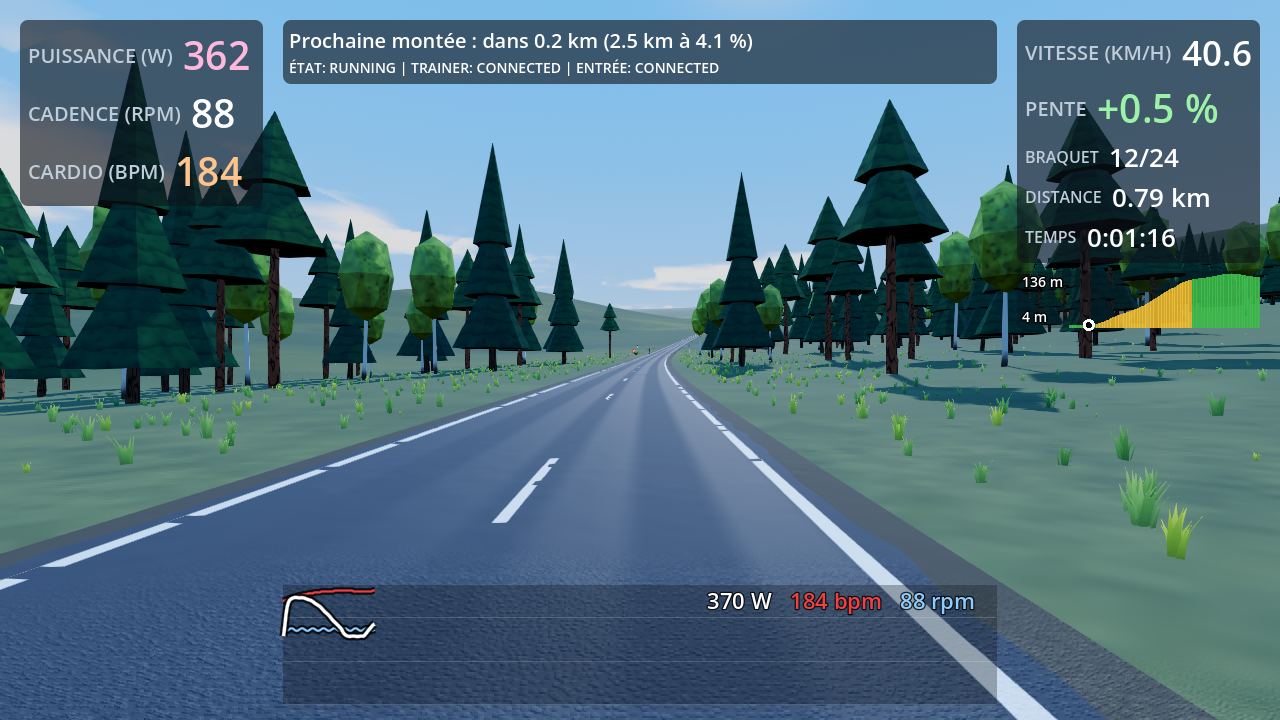 PUISSANCE (W) 362
CADENCE (RPM) 88
CARDIO (BPM) 184
Prochaine montée : dans 0.2 km (2.5 km à 4.1 %)
ÉTAT: RUNNING | TRAINER: CONNECTED | ENTRÉE: CONNECTED
VITESSE (KM/H) 40.6
PENTE +0.5 %
BRAQUET 12/24
DISTANCE 0.79 km
TEMPS 0:01:16
136 m
4 m
370 W 184 bpm 88 rpm